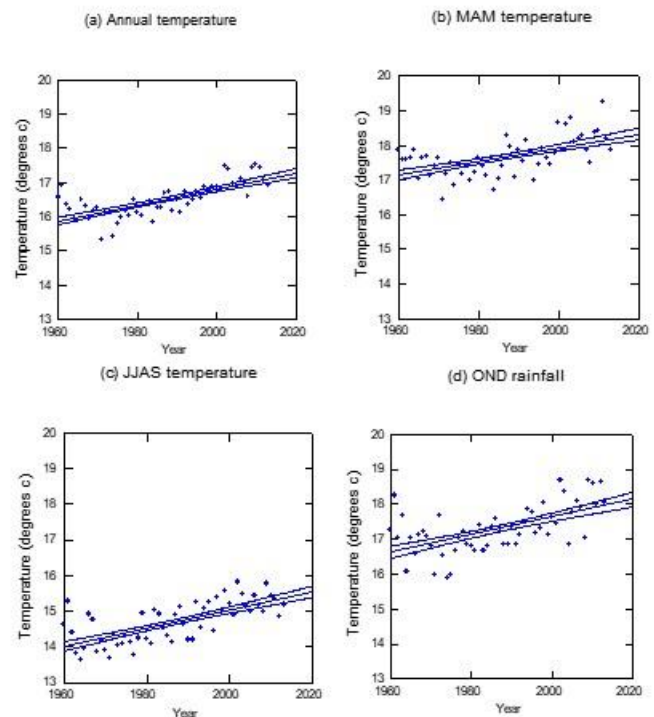 (a) Annual temperature
20
19
18
17
16
15
14
13
Temperature (degrees c)
1960 1980 2000 2020
Year
(b) MAM temperature
20
19
18
17
16
15
14
13
Temperature (degrees c)
1960 1980 2000 2020
Year
(c) JJAS temperature
20
19
18
17
16
15
14
13
Temperature (degrees c)
1960 1980 2000 2020
Year
(d) OND rainfall
20
19
18
17
16
15
14
13
Temperature (degrees c)
1960 1980 2000 2020
Year